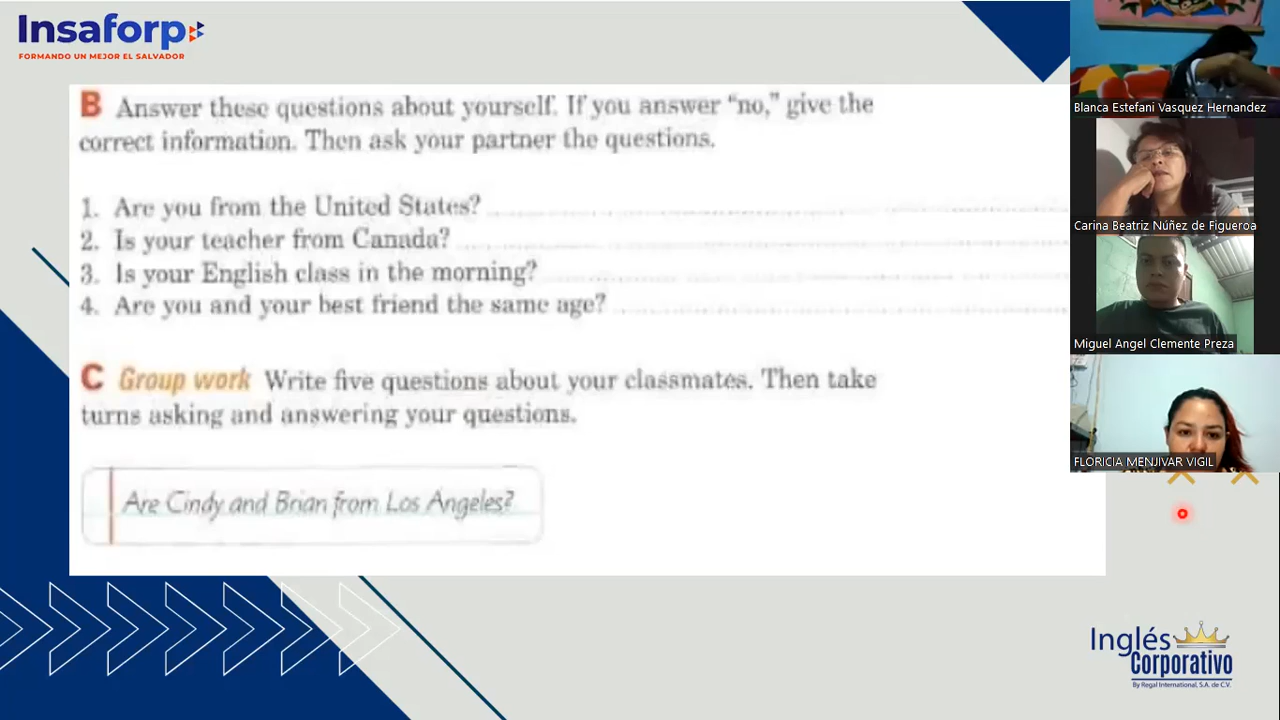 Insaforp
FORMANDO UN MEJOR EL SALVADOR
B Answer these questions about yourself. If you answer “no,” give the
correct information. Then ask your partner the questions.
1. Are you from the United States?
2. Is your teacher from Canada?
3. Is your English class in the morning?
4. Are you and your best friend the same age?
C Group work Write five questions about your classmates. Then take
turns asking and answering your questions.
Are Cindy and Brian from Los Angeles?
Blanca Estefani Vasquez Hernandez
Carina Beatriz Núñez de Figueroa
Miguel Angel Clemente Preza
FLORICIA MENJIVAR VIGIL
Inglés
Corporativo
By Regal International, S.A. de C.V.